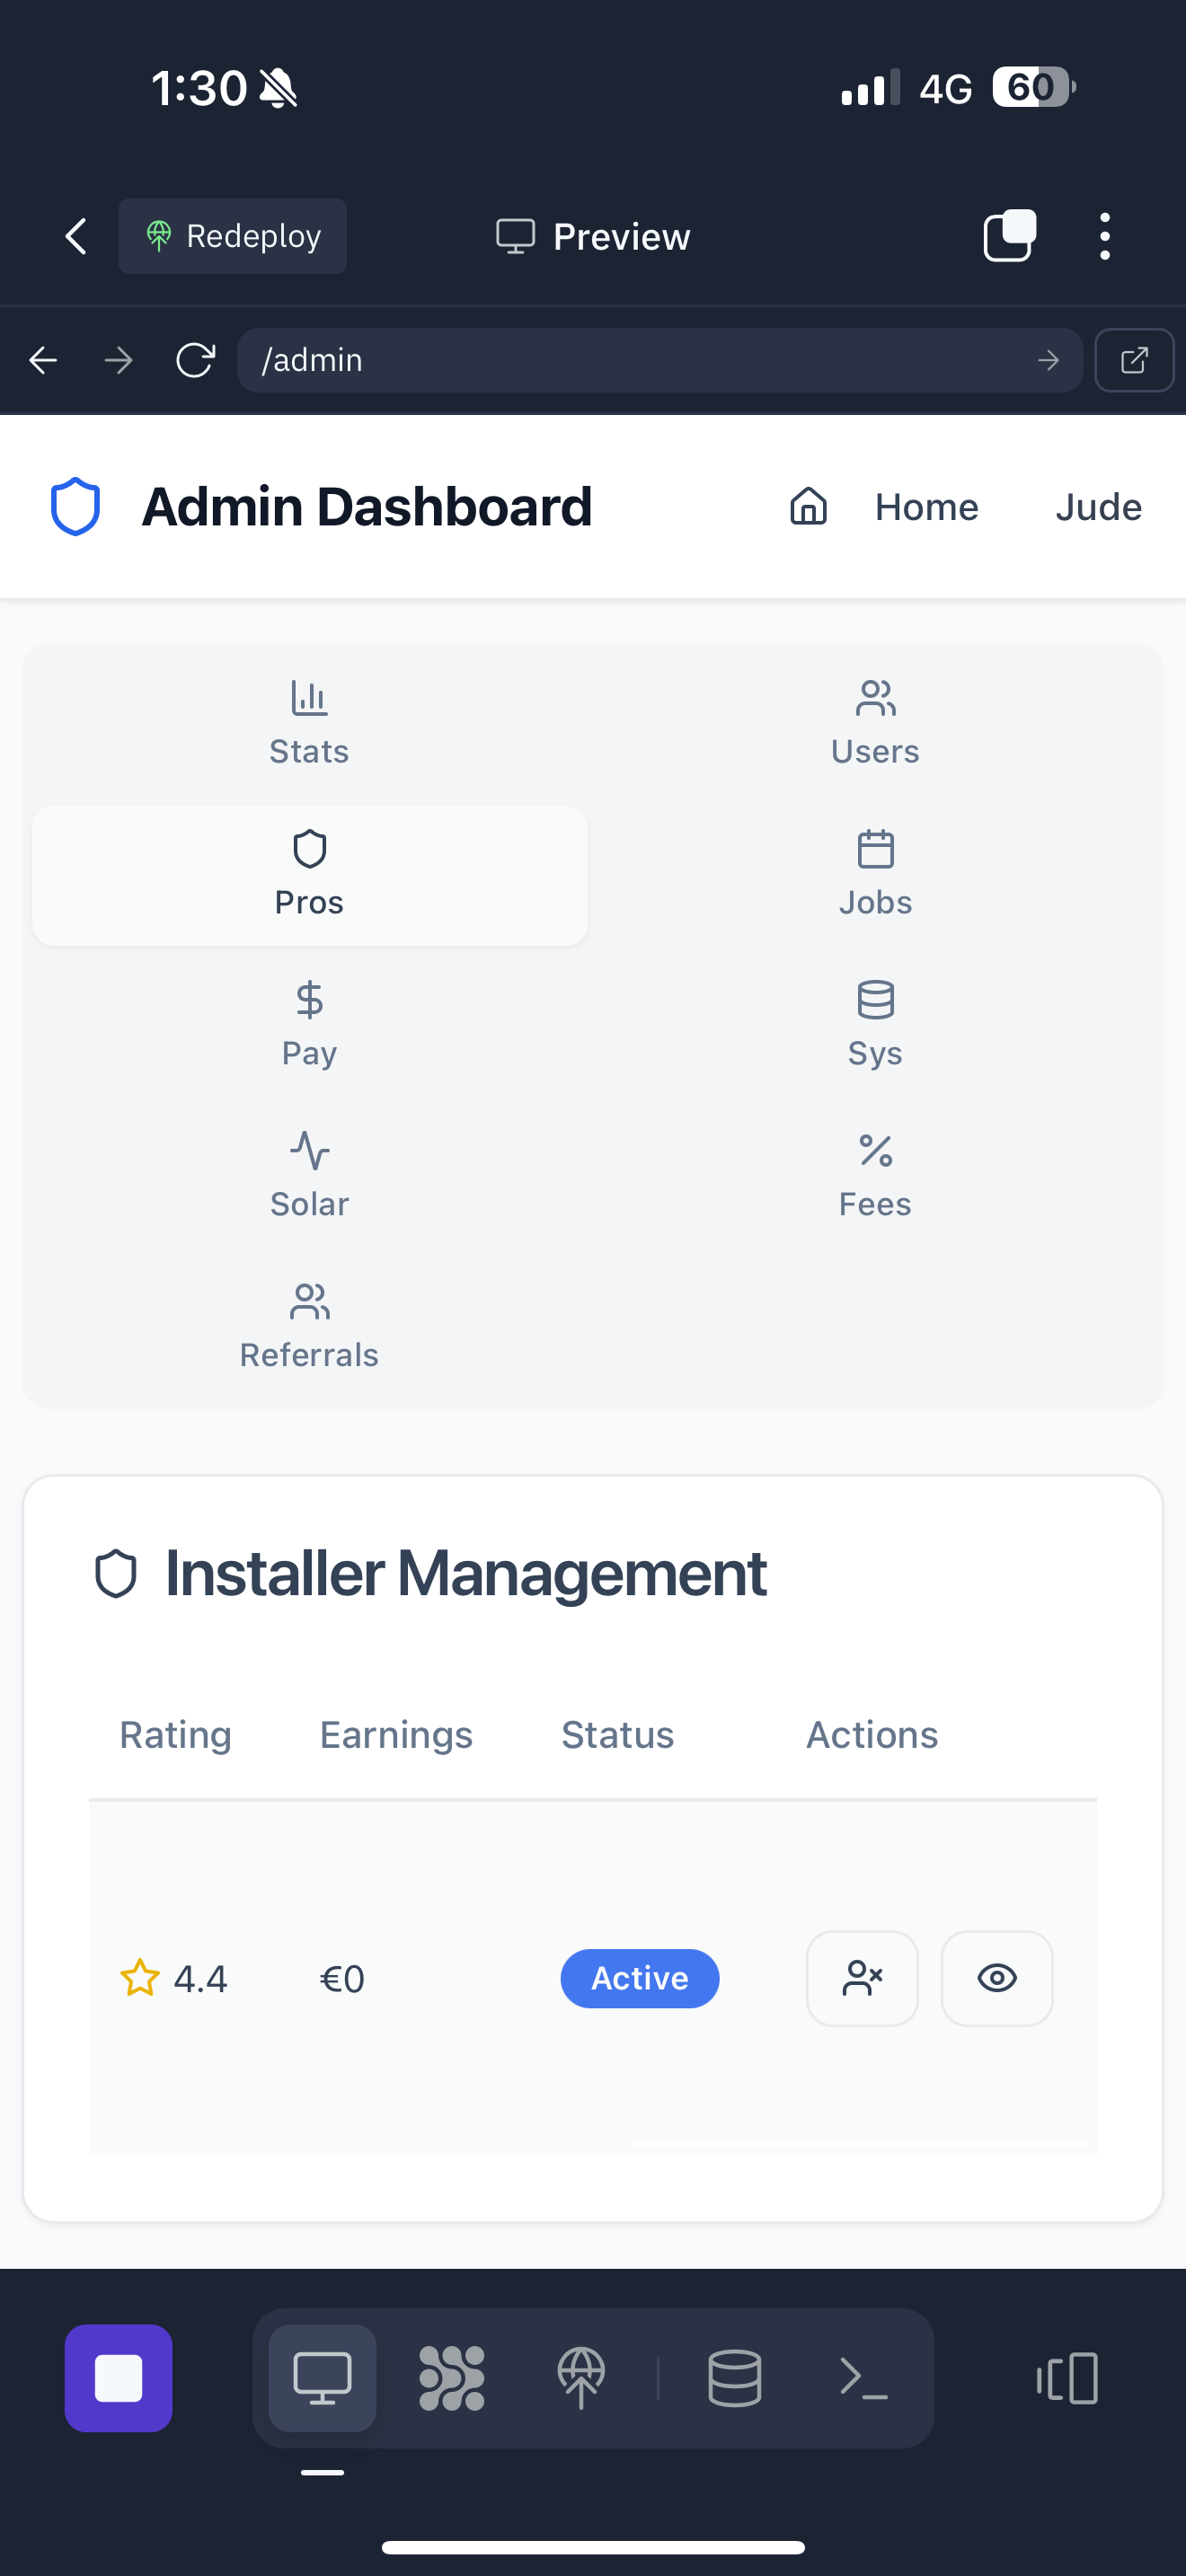 1:30 4G 60
Redeploy Preview
/admin
Admin Dashboard Home Jude
Stats Users
Pros Jobs
Pay Sys
Solar Fees
Referrals
Installer Management
Rating Earnings Status Actions
4.4 €0 Active